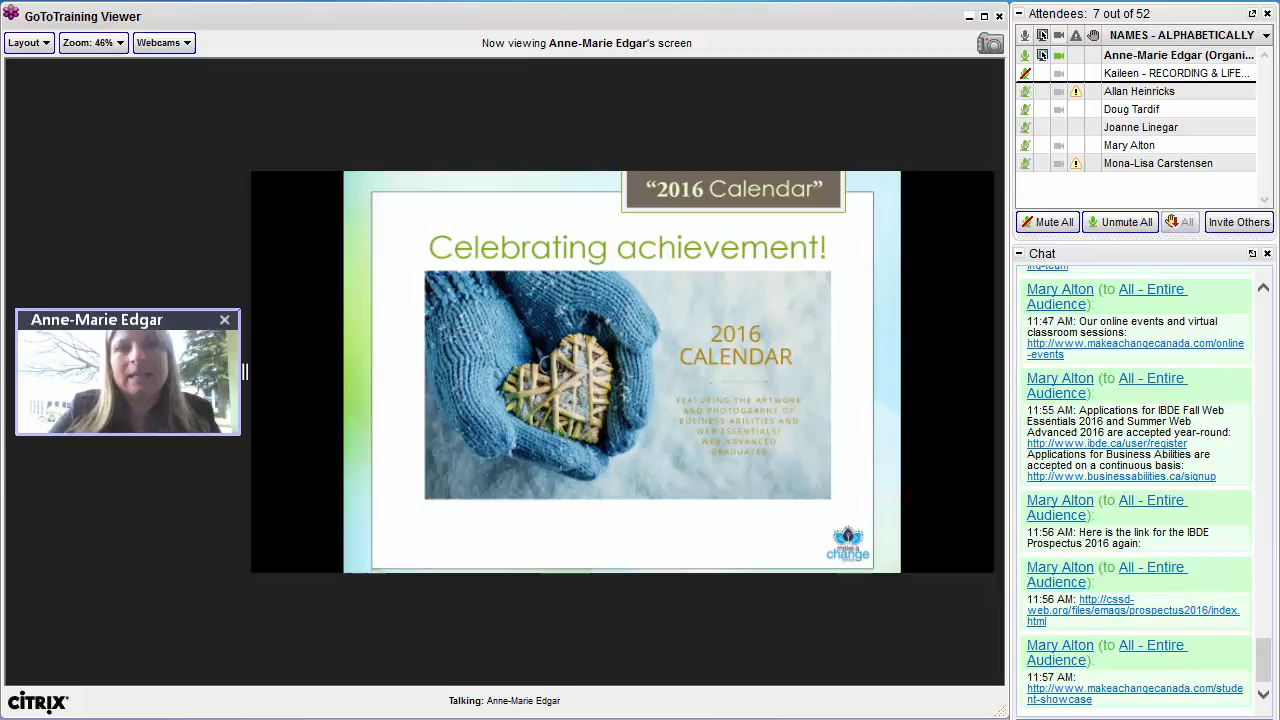 GoToTraining Viewer
Layout
Zoom: 46%
Webcams
Now viewing Anne-Marie Edgar's screen
Anne-Marie Edgar
"2016 Calendar"
Celebrating achievement!
2016
CALENDAR
FEATURING THE ARTWORK
AND PHOTOGRAPHY OF
BUSINESS ABILITIES AND
WEB ESSENTIALS/
WEB ADVANCED
GRADUATES
make a
change
CİTRIX®
Talking: Anne-Marie Edgar
Attendees: 7 out of 52
NAMES - ALPHABETICALLY
Anne-Marie Edgar (Organi...
Kaileen - RECORDING & LIFE...
Allan Heinricks
Doug Tardif
Joanne Linegar
Mary Alton
Mona-Lisa Carstensen
Mute All
Unmute All
All
Invite Others
Chat
ing-team
Mary Alton (to All - Entire
Audience):
11:47 AM: Our online events and virtual
classroom sessions:
http://www.makeachangecanada.com/online
-events
Mary Alton (to All - Entire
Audience):
11:55 AM: Applications for IBDE Fall Web
Essentials 2016 and Summer Web
Advanced 2016 are accepted year-round:
http://www.ibde.ca/user/register
Applications for Business Abilities are
accepted on a continuous basis:
http://www.businessabilities.ca/signup
Mary Alton (to All - Entire
Audience):
11:56 AM: Here is the link for the IBDE
Prospectus 2016 again:
Mary Alton (to All - Entire
Audience):
11:56 AM: http://cssd-
web.org/files/emags/prospectus2016/index.
html
Mary Alton (to All - Entire
Audience):
11:57 AM:
http://www.makeachangecanada.com/stude
nt-showcase